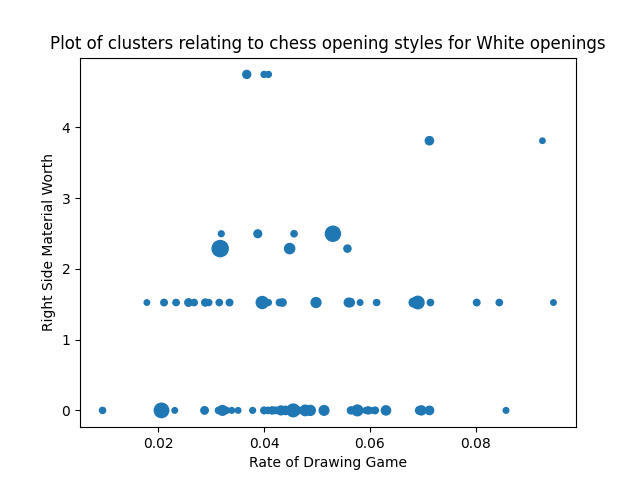 Plot of clusters relating to chess opening styles for White openings
4
3
2
1
0
Right Side Material Worth
0.02 0.04 0.06 0.08
Rate of Drawing Game